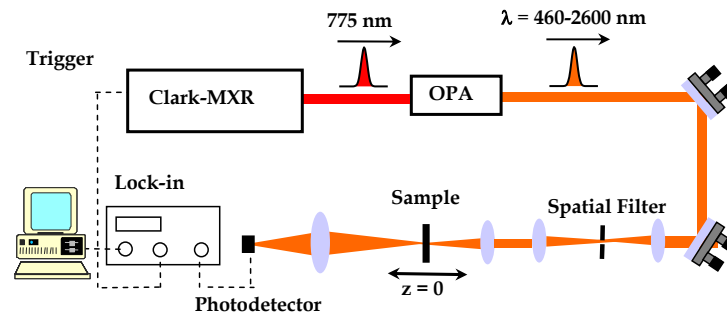 775 nm
λ = 460-2600 nm
Trigger
Clark-MXR
OPA
Lock-in
Sample
Spatial Filter
z = 0
Photodetector